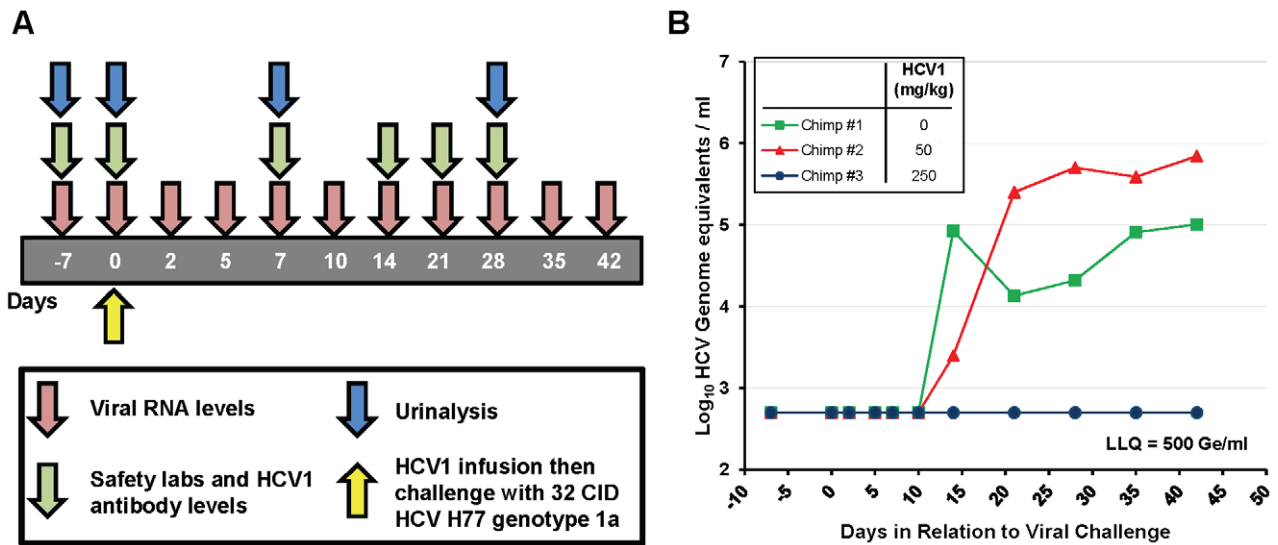 A
-7 0 2 5 7 10 14 21 28 35 42
Days
Viral RNA levels
Urinalysis
Safety labs and HCV1
antibody levels
HCV1 infusion then
challenge with 32 CID
HCV H77 genotype 1a
B
HCV1
(mg/kg)
Chimp #1 0
Chimp #2 50
Chimp #3 250
7
6
5
4
3
2
Log10 HCV Genome equivalents / ml
LLQ = 500 Ge/ml
-10 -5 0 5 10 15 20 25 30 35 40 45 50
Days in Relation to Viral Challenge